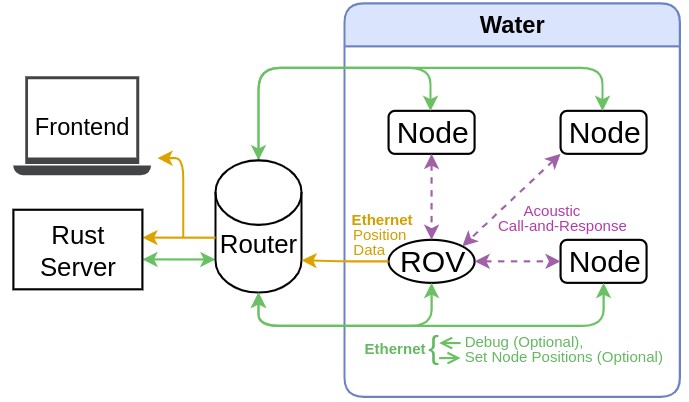 Water
Frontend
Node
Node
Acoustic
Call-and-Response
Ethernet
Position
Data
Rust
Server
Router
ROV
Node
Ethernet { Debug (Optional),
Set Node Positions (Optional)